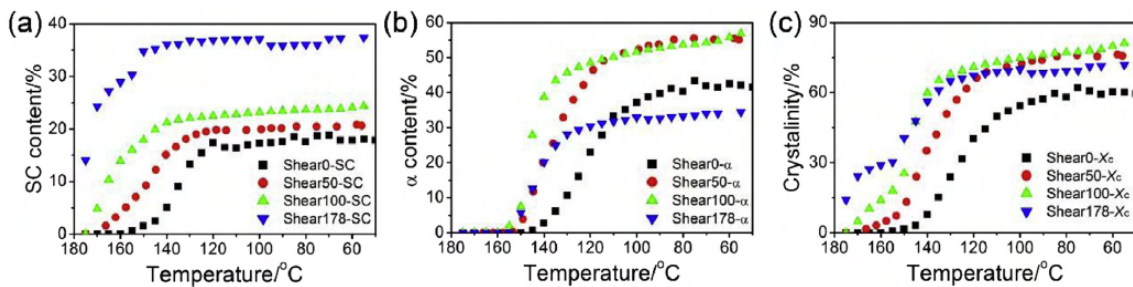 (a)
SC content/%
40
30
20
10
0
180
160
140
120
100
80
60
Temperature/°C
Shear0-SC
Shear50-SC
Shear100-SC
Shear178-SC
(b)
α content/%
60
50
40
30
20
10
0
180
160
140
120
100
80
60
Temperature/°C
Shear0-α
Shear50-α
Shear100-α
Shear178-α
(c)
Crystalinity/%
90
60
30
0
180
160
140
120
100
80
60
Temperature/°C
Shear0-Xc
Shear50-Xc
Shear100-Xc
Shear178-Xc